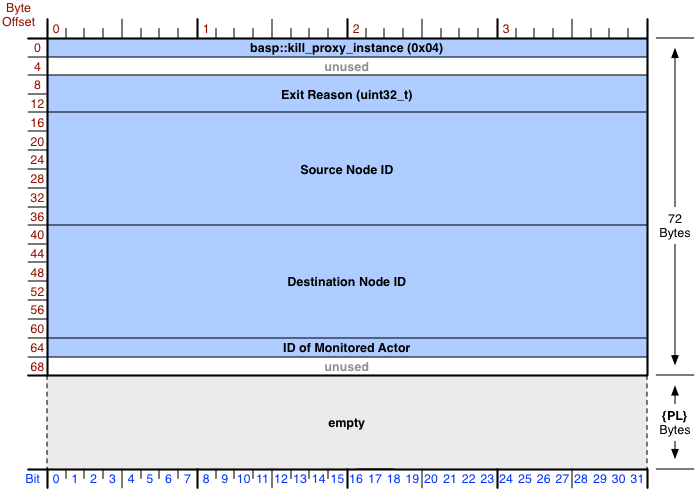 Byte
Offset
0 1 2 3
0 basp::kill_proxy_instance (0x04)
4 unused
8
Exit Reason (uint32_t)
12
16
20
24
Source Node ID
28
32
36
72
Bytes
40
44
48
Destination Node ID
52
56
60
64 ID of Monitored Actor
68 unused
empty
{PL}
Bytes
Bit 0 1 2 3 4 5 6 7 8 9 10 11 12 13 14 15 16 17 18 19 20 21 22 23 24 25 26 27 28 29 30 31